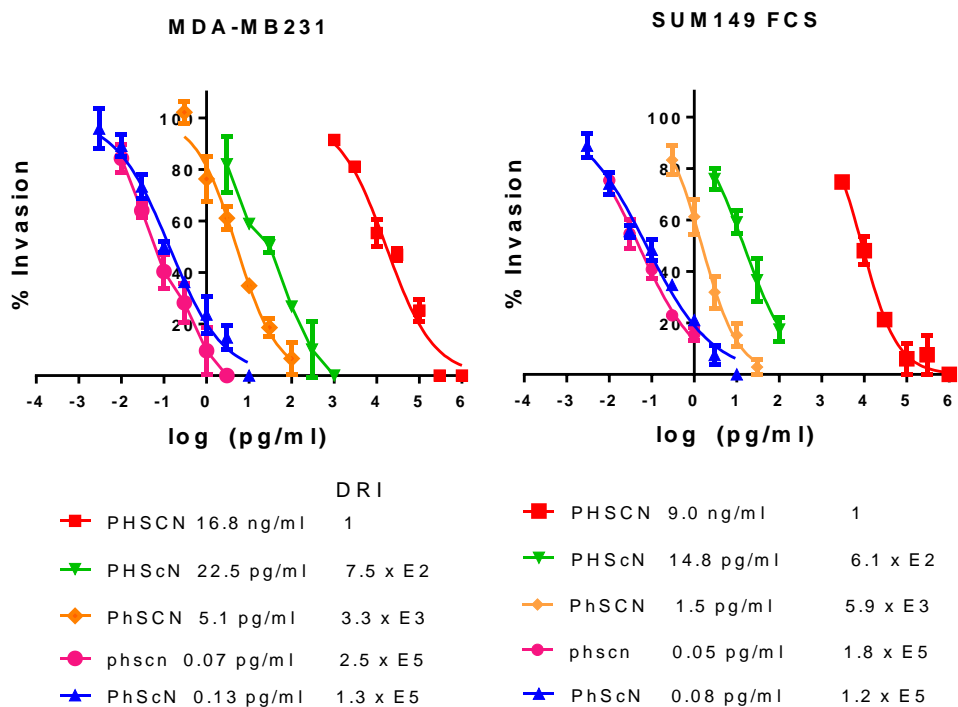 MDA-MB231
SUM149 FCS
% Invasion
100
80
60
40
20
-4 -3 -2 -1 0 1 2 3 4 5 6
log (pg/ml)
% Invasion
100
80
60
40
20
-4 -3 -2 -1 0 1 2 3 4 5 6
log (pg/ml)
DRI
PHSCN 16.8 ng/ml 1
PHScN 22.5 pg/ml 7.5 x E2
PhSCN 5.1 pg/ml 3.3 x E3
phscn 0.07 pg/ml 2.5 x E5
PhScN 0.13 pg/ml 1.3 x E5
PHSCN 9.0 ng/ml 1
PHScN 14.8 pg/ml 6.1 x E2
PhSCN 1.5 pg/ml 5.9 x E3
phscn 0.05 pg/ml 1.8 x E5
PhScN 0.08 pg/ml 1.2 x E5